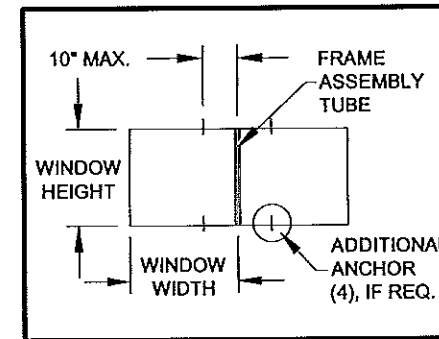 10" MAX.
FRAME
ASSEMBLY
TUBE
WINDOW
HEIGHT
WINDOW
WIDTH
ADDITIONAL
ANCHOR
(4), IF REQ.